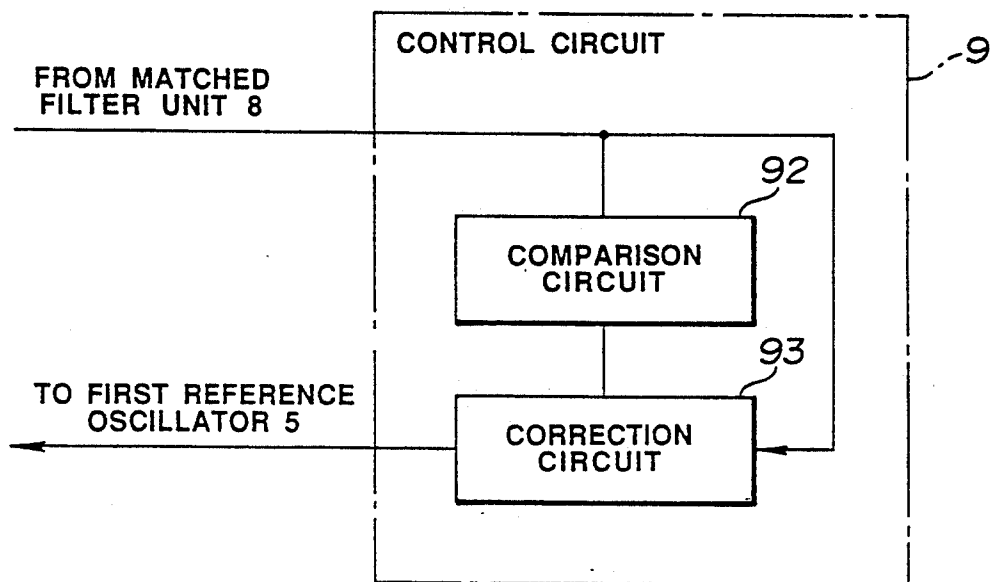 CONTROL CIRCUIT
9
FROM MATCHED
FILTER UNIT 8
92
COMPARISON
CIRCUIT
93
TO FIRST REFERENCE
OSCILLATOR 5
CORRECTION
CIRCUIT